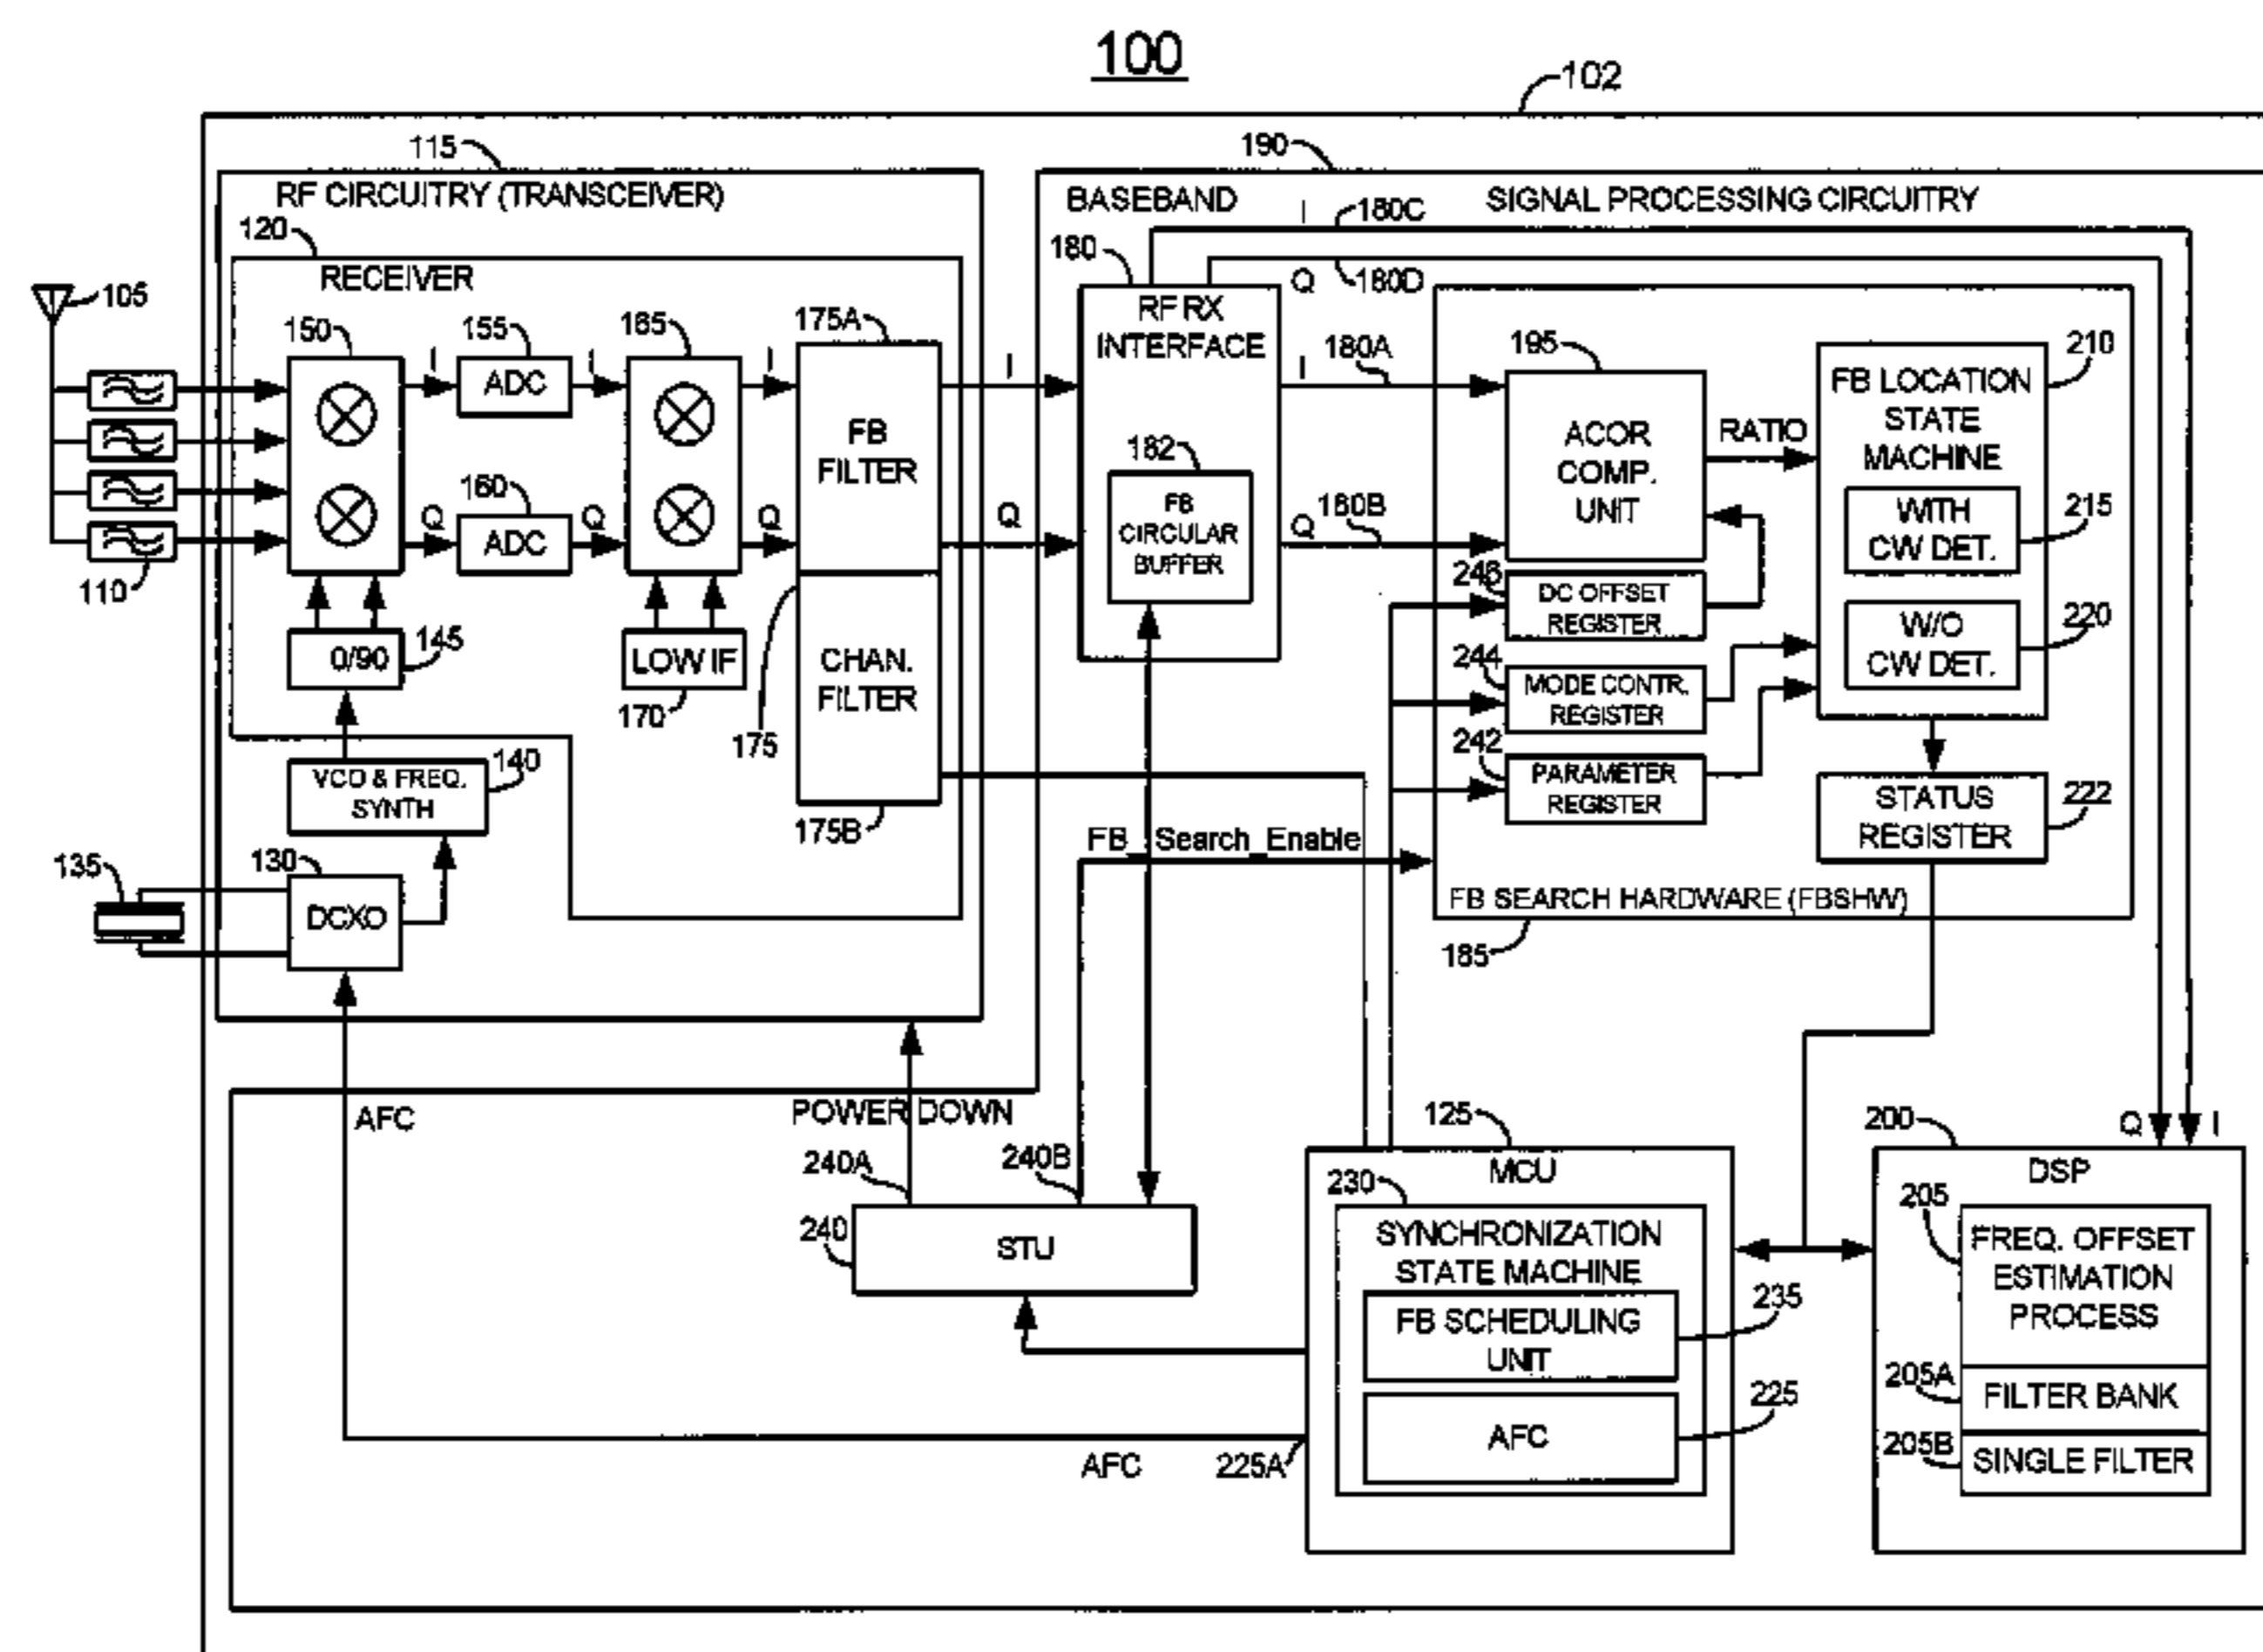 100
102
115
190
RF CIRCUITRY (TRANSCEIVER)
BASEBAND
SIGNAL PROCESSING CIRCUITRY
I
180C
120
180
RECEIVER
Q
180D
105
150
155
165
175A
RF RX
INTERFACE
180A
195
210
I
I
I
I
I
ADC
FB
FILTER
ACOR
COMP.
UNIT
RATIO
FB LOCATION
STATE
MACHINE
182
FB
CIRCULAR
BUFFER
160
Q
Q
Q
Q
Q
180B
ADC
WITH
CW DET.
215
110
246
DC OFFSET
REGISTER
0/90
145
LOW IF
170
CHAN.
FILTER
175
W/O
CW DET.
220
244
MODE CONTR.
REGISTER
242
PARAMETER
REGISTER
VCO & FREQ.
SYNTH
140
175B
STATUS
REGISTER
222
FB_Search_Enable
135
130
DCXO
FB SEARCH HARDWARE (FBSHW)
185
AFC
POWER DOWN
125
200
Q
I
240A
240B
MCU
DSP
230
205
240
STU
SYNCHRONIZATION
STATE MACHINE
FREQ. OFFSET
ESTIMATION
PROCESS
FB SCHEDULING
UNIT
235
205A
FILTER BANK
AFC
225
205B
SINGLE FILTER
AFC
225A